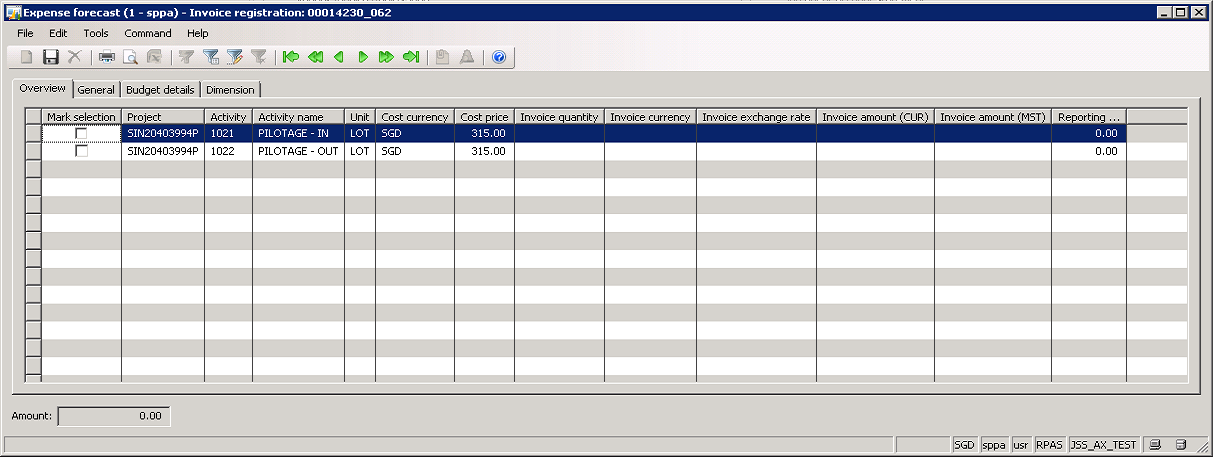 Expense forecast (1 - sppa) - Invoice registration: 00014230_062
File Edit Tools Command Help
Overview General Budget details Dimension
Mark selection Project Activity Activity name Unit Cost currency Cost price Invoice quantity Invoice currency Invoice exchange rate Invoice amount (CUR) Invoice amount (MST) Reporting ...
SIN20403994P 1021 PILOTAGE - IN LOT SGD 315.00 0.00
SIN20403994P 1022 PILOTAGE - OUT LOT SGD 315.00 0.00
Amount: 0.00
SGD sppa usr RPAS JSS_AX_TEST